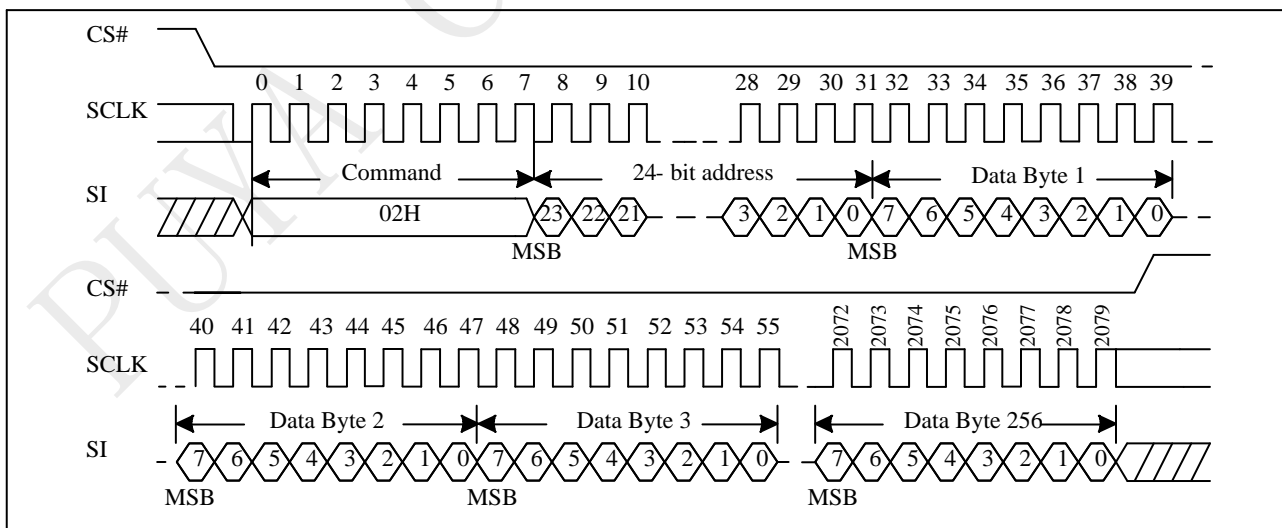 CS#
0 1 2 3 4 5 6 7 8 9 10 28 29 30 31 32 33 34 35 36 37 38 39
SCLK
Command 24- bit address Data Byte 1
SI
02H 23 22 21 3 2 1 0 7 6 5 4 3 2 1 0
MSB MSB
CS#
40 41 42 43 44 45 46 47 48 49 50 51 52 53 54 55 2072 2073 2074 2075 2076 2077 2078 2079
SCLK
Data Byte 2 Data Byte 3 Data Byte 256
SI
7 6 5 4 3 2 1 0 7 6 5 4 3 2 1 0 7 6 5 4 3 2 1 0
MSB MSB MSB
PUYA